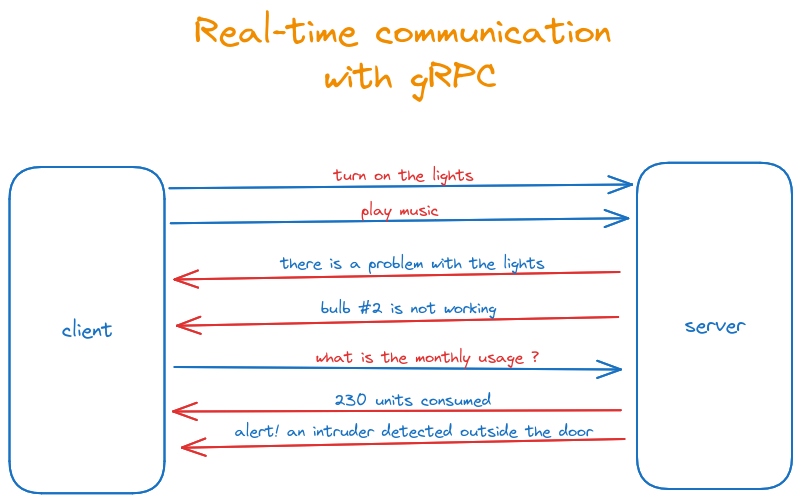 Real-time communication
with gRPC
turn on the lights
play music
there is a problem with the lights
bulb #2 is not working
client
server
what is the monthly usage ?
230 units consumed
alert! an intruder detected outside the door